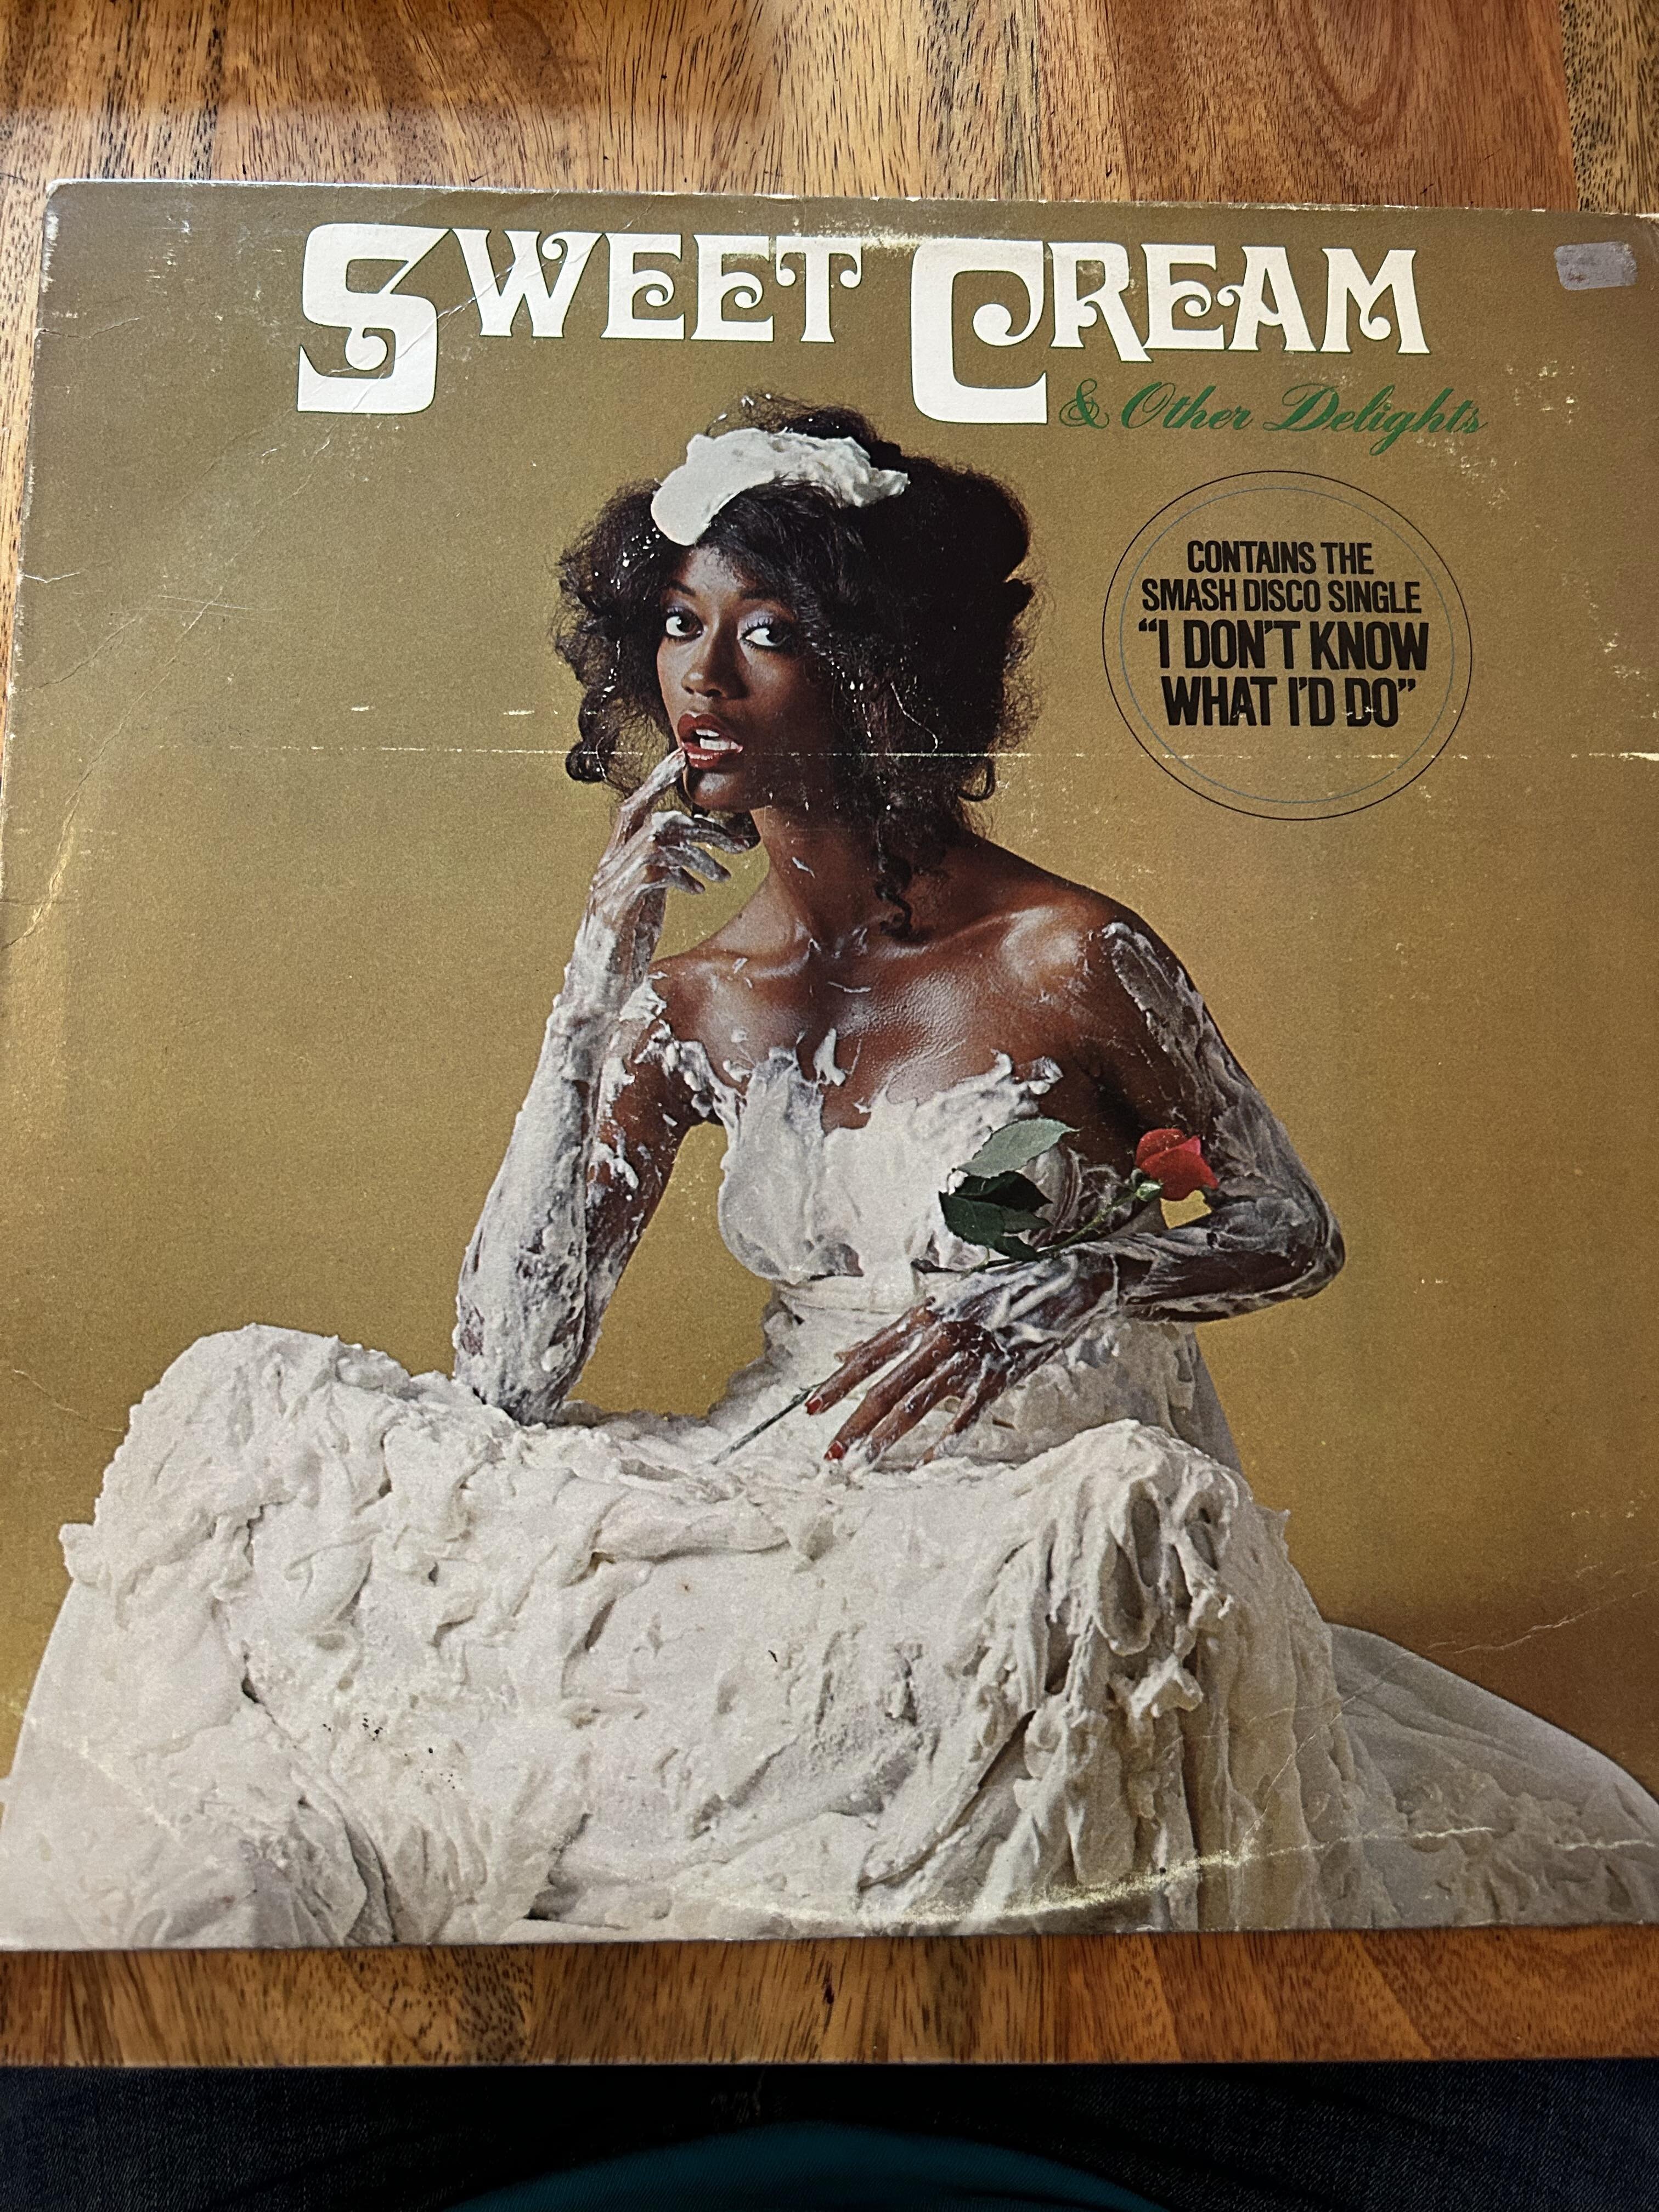 SWEET CREAM
& Other Delights
CONTAINS THE
SMASH DISCO SINGLE
“I DON’T KNOW
WHAT I’D DO”